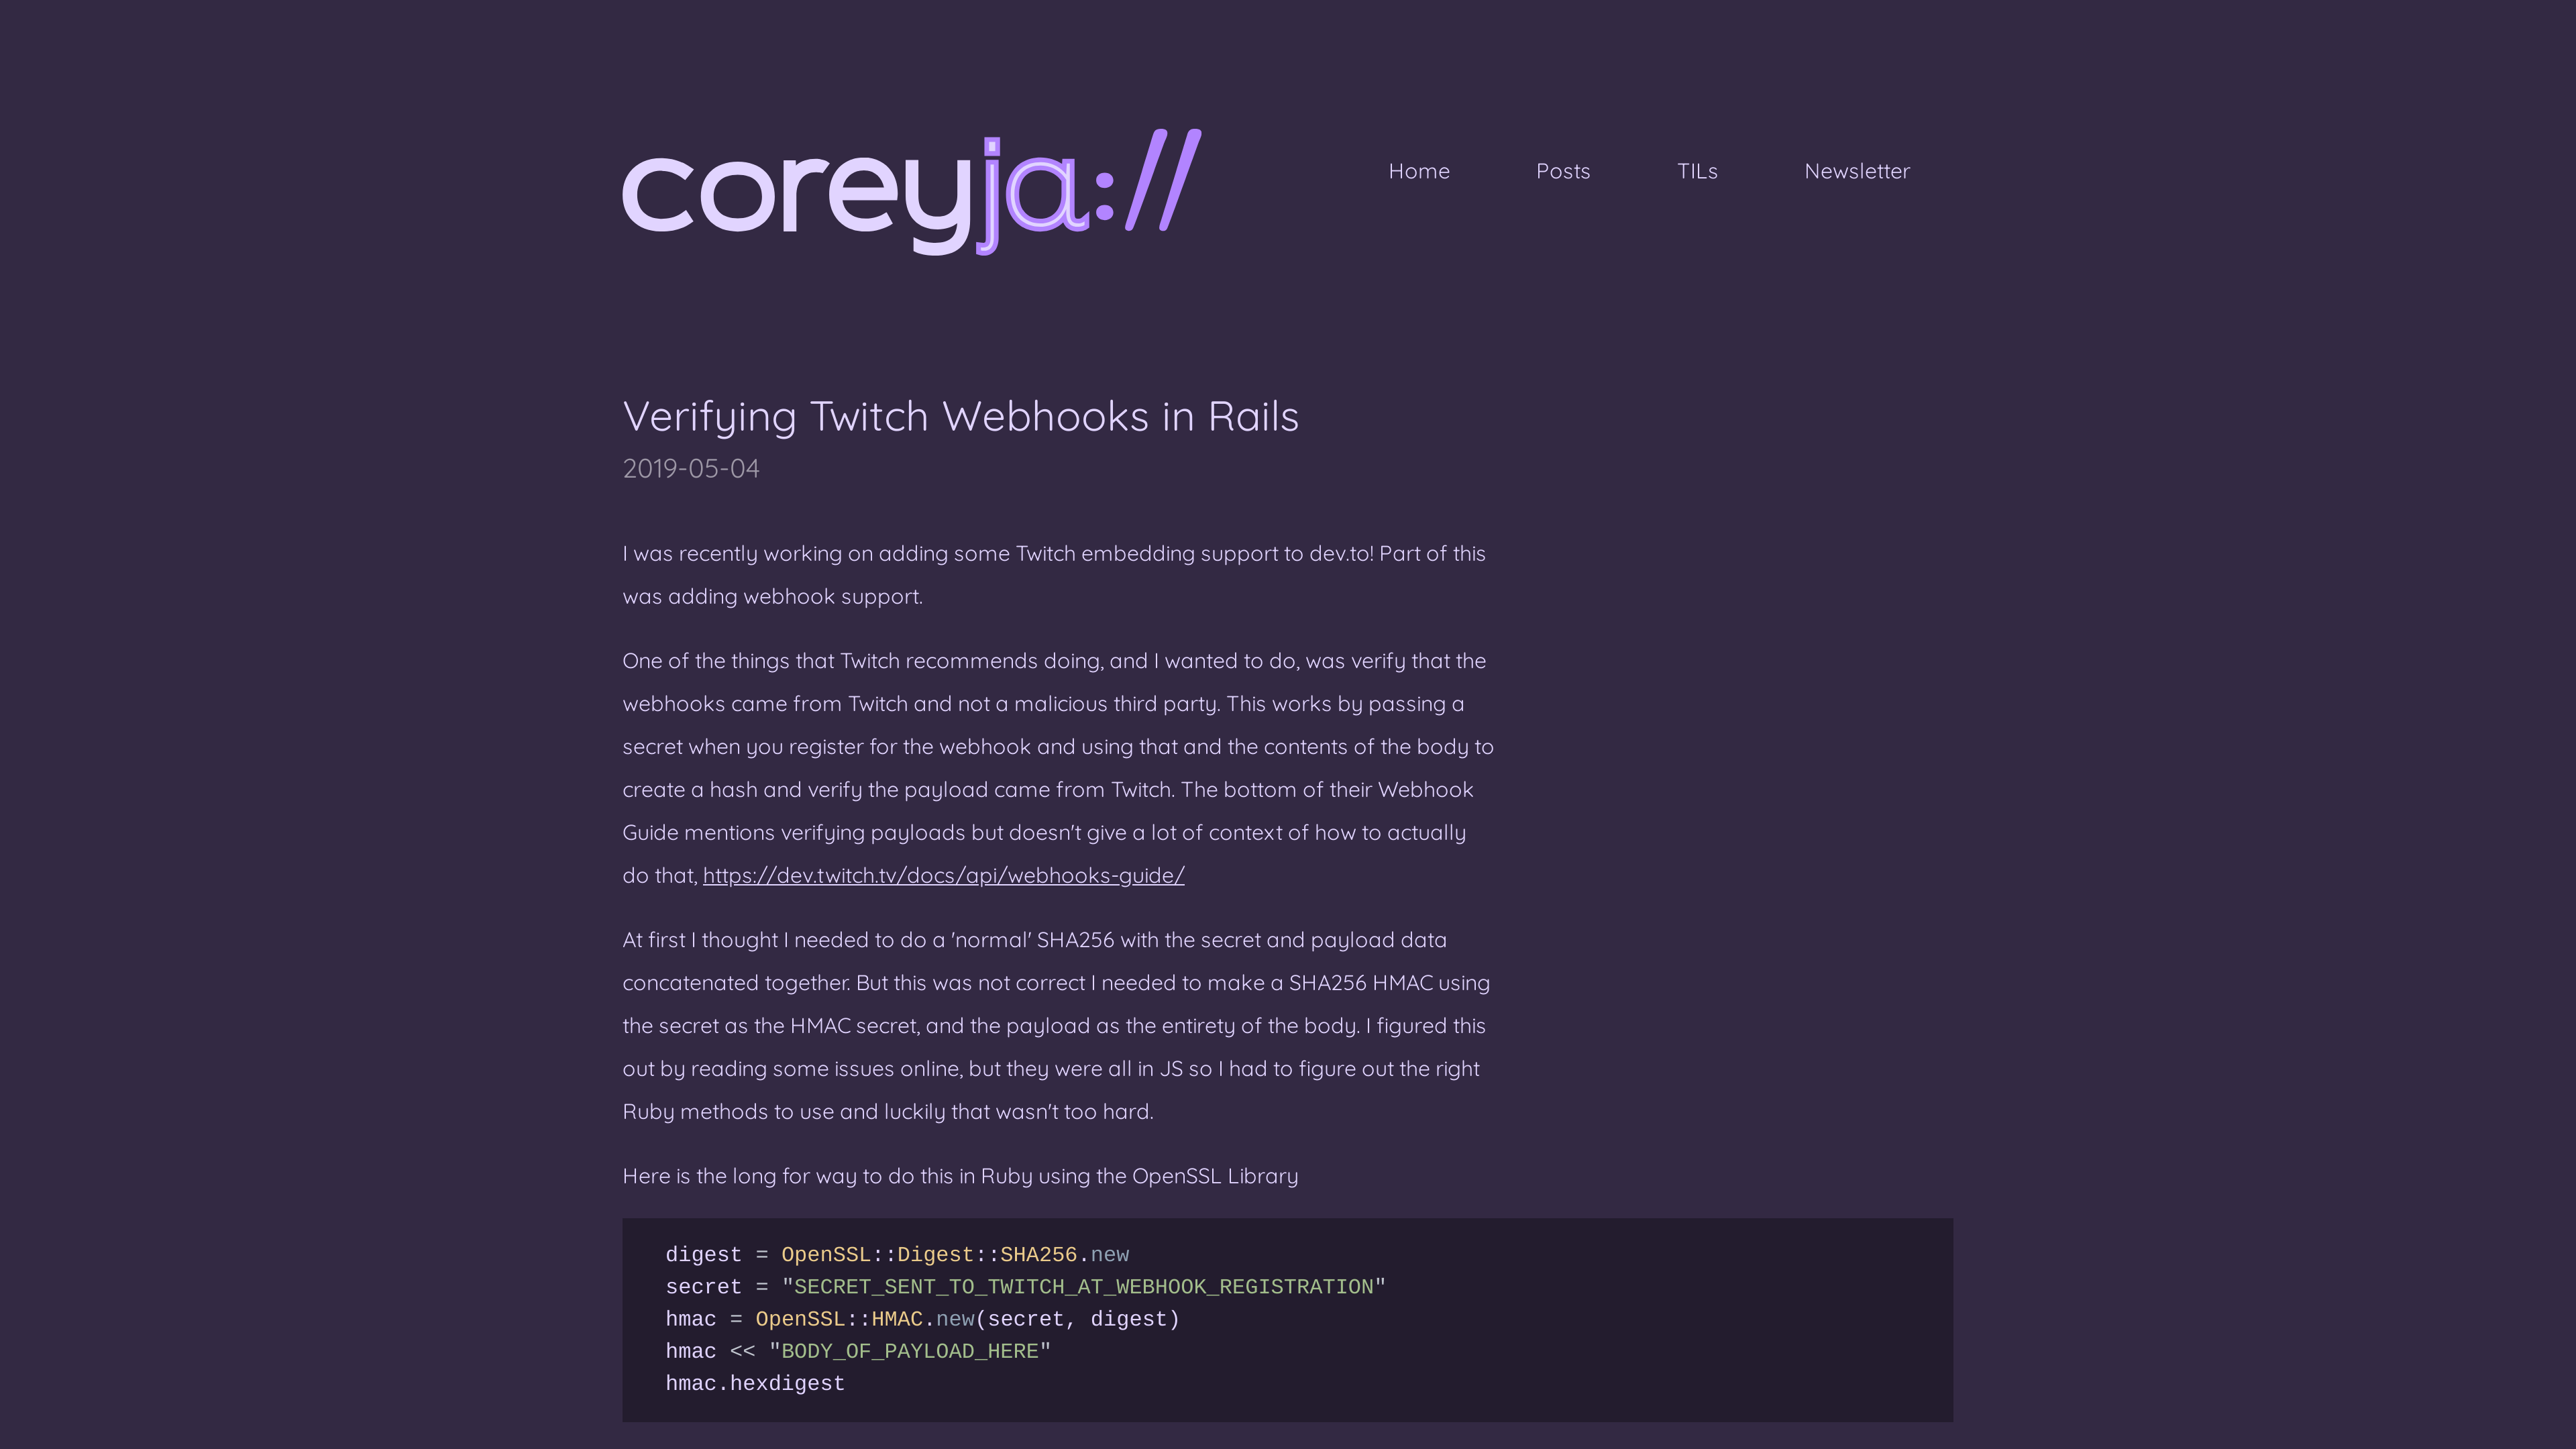 coreyja://
Home Posts TILs Newsletter
Verifying Twitch Webhooks in Rails
2019-05-04
I was recently working on adding some Twitch embedding support to dev.to! Part of this
was adding webhook support.
One of the things that Twitch recommends doing, and I wanted to do, was verify that the
webhooks came from Twitch and not a malicious third party. This works by passing a
secret when you register for the webhook and using that and the contents of the body to
create a hash and verify the payload came from Twitch. The bottom of their Webhook
Guide mentions verifying payloads but doesn't give a lot of context of how to actually
do that, https://dev.twitch.tv/docs/api/webhooks-guide/
At first I thought I needed to do a 'normal' SHA256 with the secret and payload data
concatenated together. But this was not correct I needed to make a SHA256 HMAC using
the secret as the HMAC secret, and the payload as the entirety of the body. I figured this
out by reading some issues online, but they were all in JS so I had to figure out the right
Ruby methods to use and luckily that wasn't too hard.
Here is the long for way to do this in Ruby using the OpenSSL Library
digest = OpenSSL::Digest::SHA256.new
secret = "SECRET_SENT_TO_TWITCH_AT_WEBHOOK_REGISTRATION"
hmac = OpenSSL::HMAC.new(secret, digest)
hmac << "BODY_OF_PAYLOAD_HERE"
hmac.hexdigest